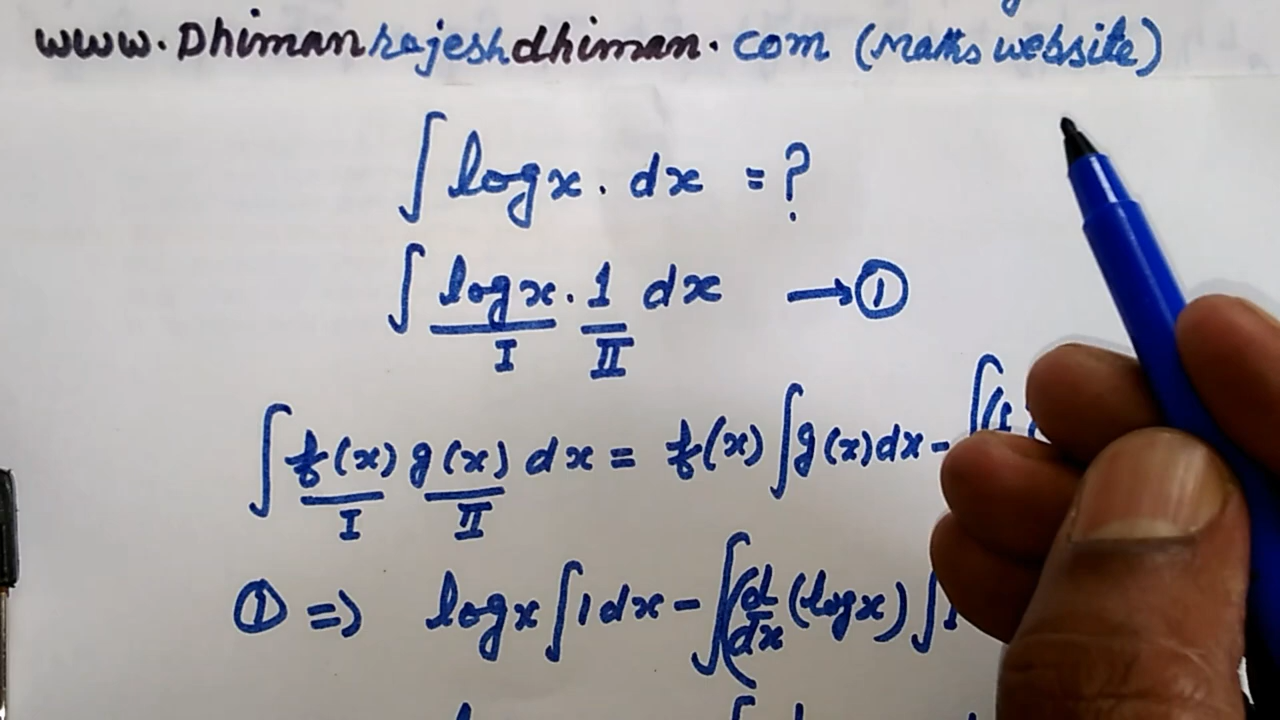 www.Dhimanrajeshdhiman.com (Maths website)
∫ log x . dx = ?
∫ log x . 1 dx → ①
I II
∫ f(x) g(x) dx = f(x) ∫ g(x) dx - ∫(
I II
① => log x ∫ 1 dx - ∫( d/dx (log x) ∫